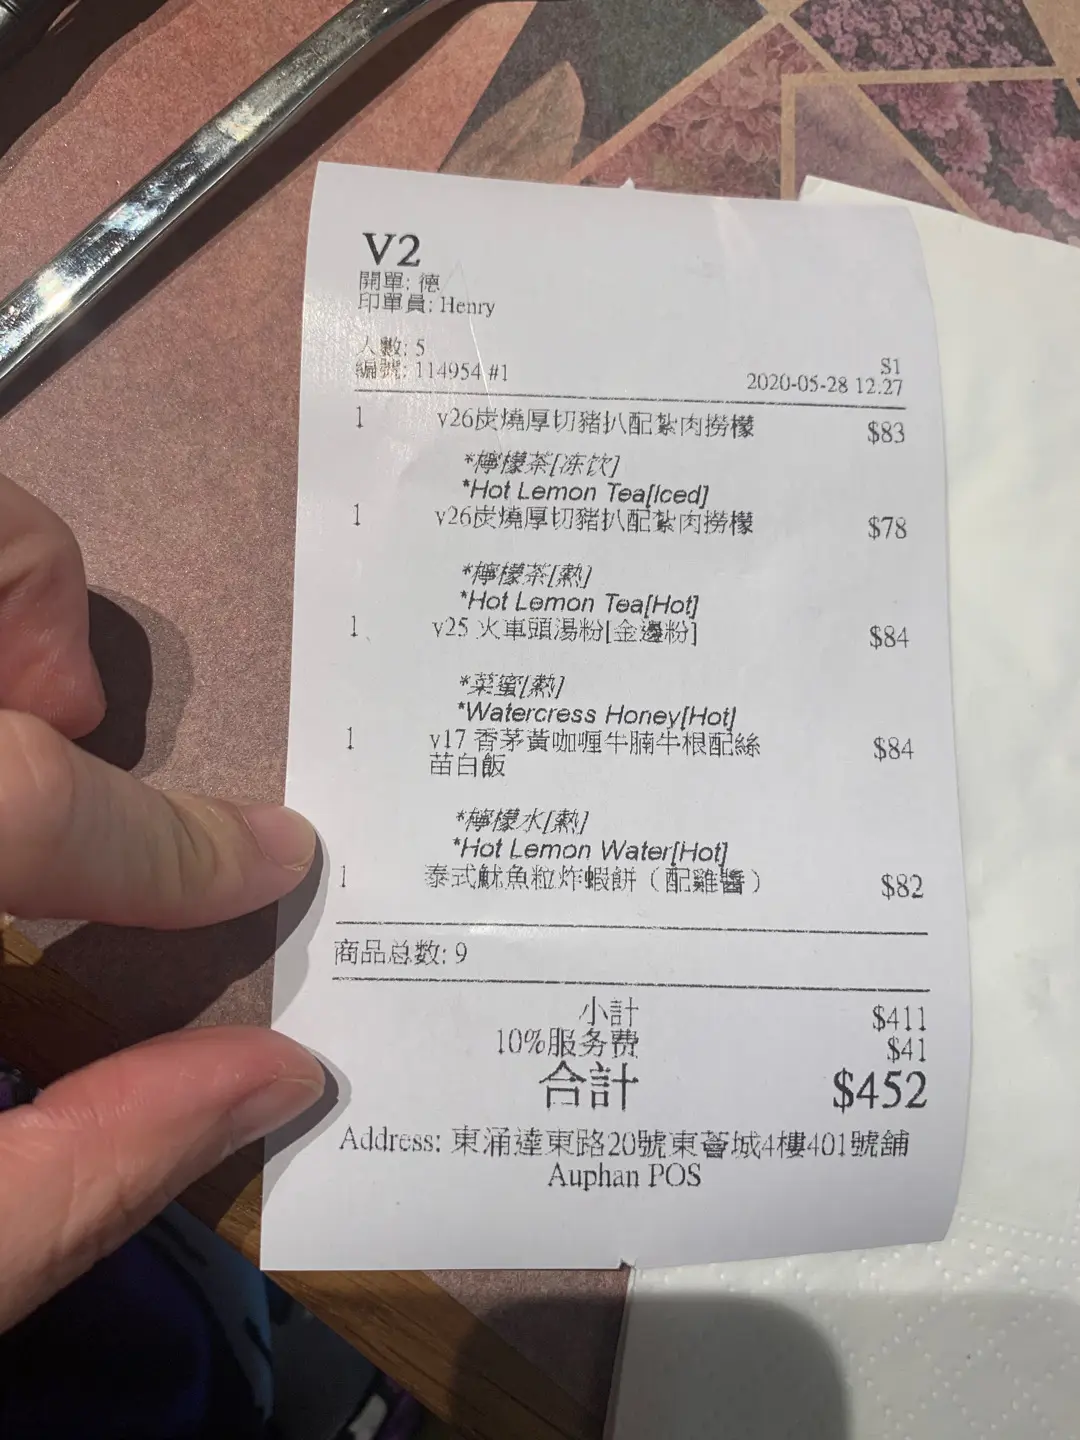 V2
開單: 德
印單員: Henry
人數: 5
編號: 114954 #1
S1
2020-05-28 12.27
1 v26炭燒厚切豬扒配紮肉撈檬 $83
*檸檬茶[冻饮]
*Hot Lemon Tea[Iced]
1 v26炭燒厚切豬扒配紮肉撈檬 $78
*檸檬茶[熱]
*Hot Lemon Tea[Hot]
1 v25 火車頭湯粉[金邊粉] $84
*菜蜜[熱]
*Watercress Honey[Hot]
1 v17 香茅黃咖喱牛腩牛根配絲 $84
苗白飯
*檸檬水[熱]
*Hot Lemon Water[Hot]
1 泰式魷魚粒炸蝦餅（配雞醬） $82
商品总数: 9
小計 $411
10%服务费 $41
合計 $452
Address: 東涌達東路20號東薈城4樓401號舖
Auphan POS